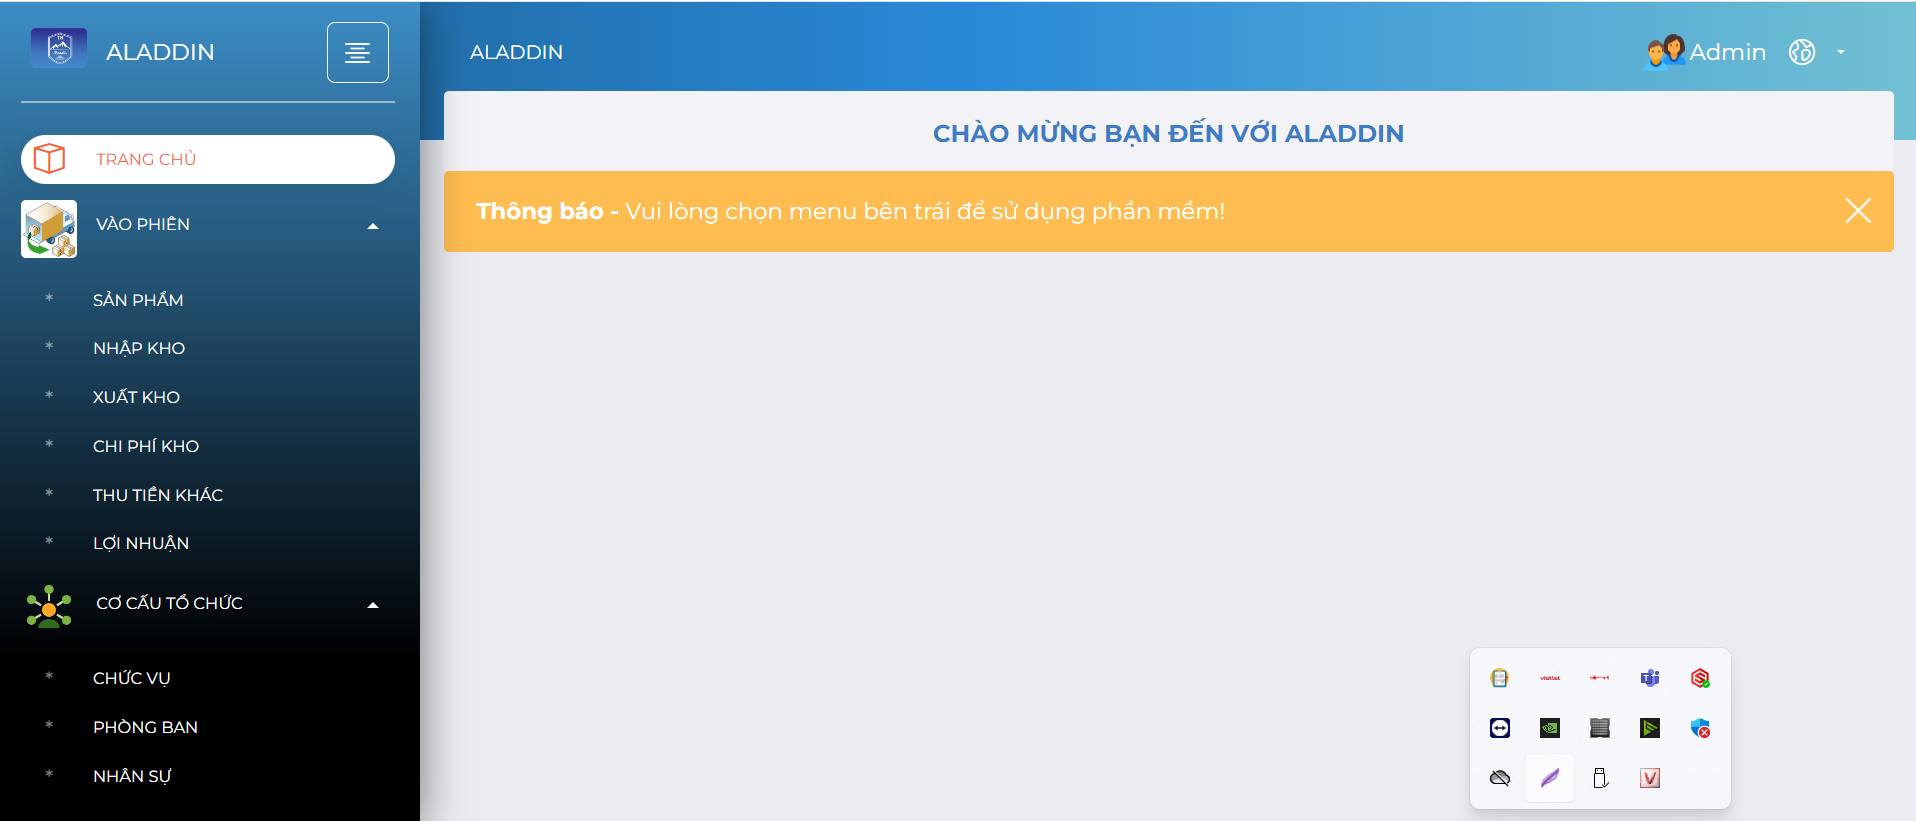 ALADDIN
TRANG CHỦ
VÀO PHIÊN
* SẢN PHẨM
* NHẬP KHO
* XUẤT KHO
* CHI PHÍ KHO
* THU TIỀN KHÁC
* LỢI NHUẬN
CƠ CẤU TỔ CHỨC
* CHỨC VỤ
* PHÒNG BAN
* NHÂN SỰ
ALADDIN
Admin
CHÀO MỪNG BẠN ĐẾN VỚI ALADDIN
Thông báo - Vui lòng chọn menu bên trái để sử dụng phần mềm!
viettel